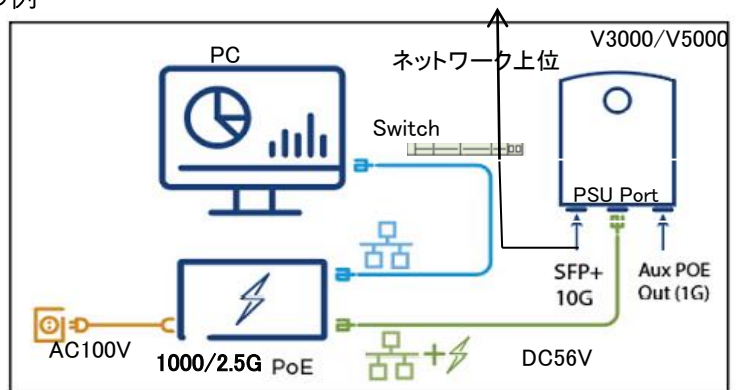 例
PC
ネットワーク上位
V3000/V5000
Switch
PSU Port
SFP+
10G
Aux POE
Out (1G)
AC100V
1000/2.5G PoE
DC56V